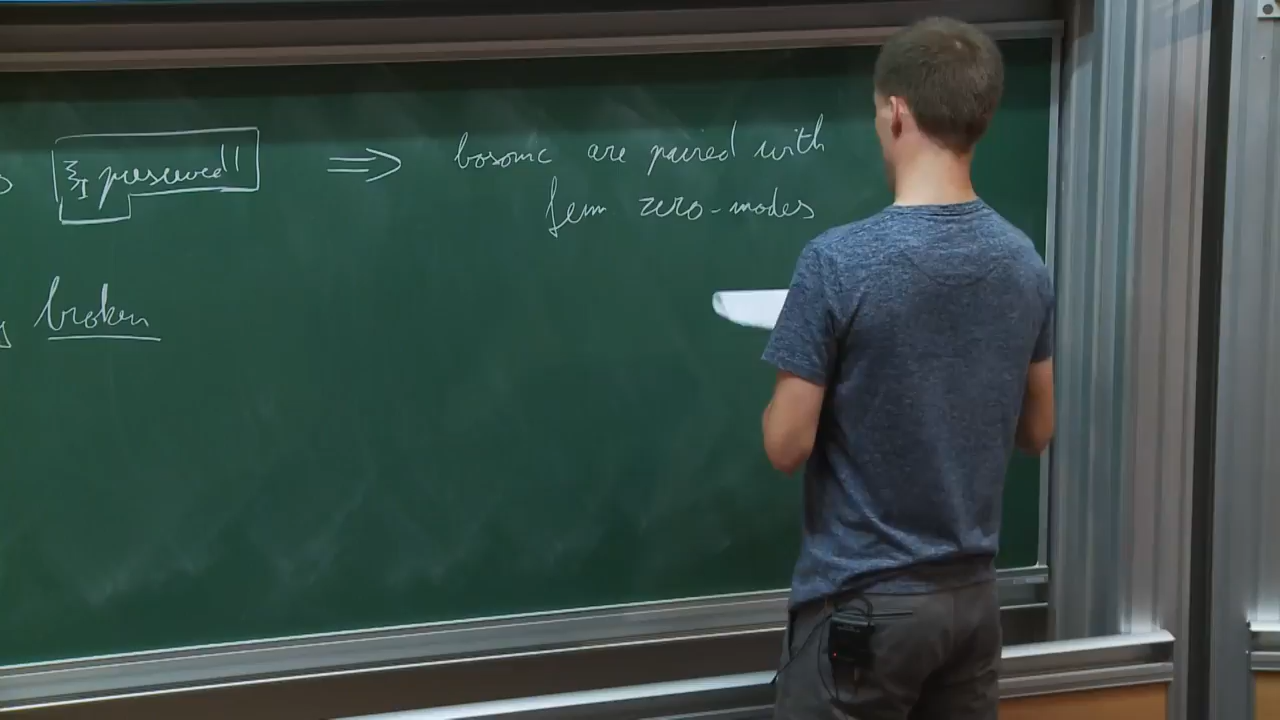 ξ_I preserved!! ⟹ bosonic are paired with
ferm zero-modes
broken